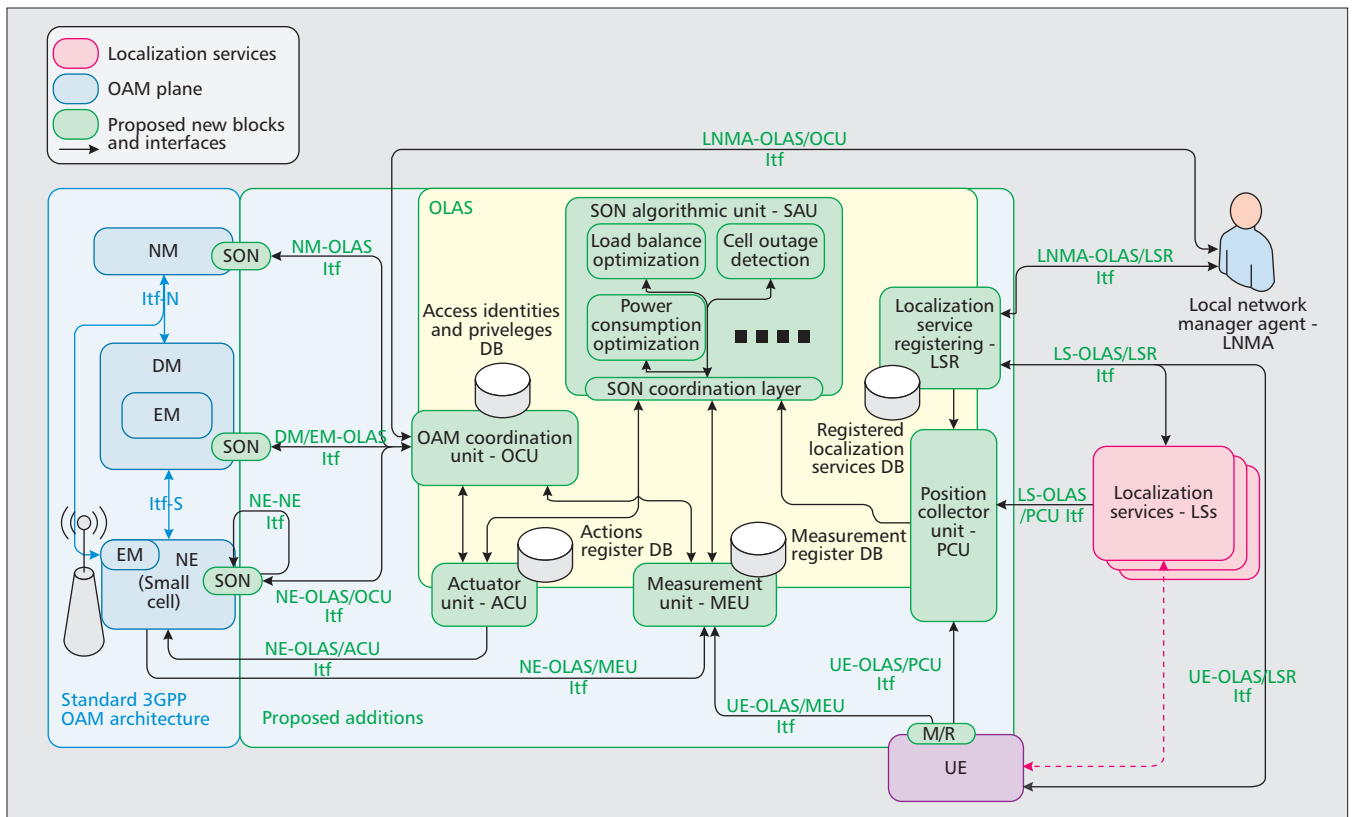 Localization services
OAM plane
Proposed new blocks
and interfaces
LNMA-OLAS/OCU
Itf
OLAS
SON algorithmic unit - SAU
Load balance
optimization
Cell outage
detection
Power
consumption
optimization
SON coordination layer
NM
SON
NM-OLAS
Itf
Itf-N
Access identities
and priveleges
DB
Localization
service
registering -
LSR
LNMA-OLAS/LSR
Itf
Local network
manager agent -
LNMA
DM
EM
SON
DM/EM-OLAS
Itf
OAM coordination
unit - OCU
Registered
localization
services DB
LS-OLAS/LSR
Itf
Itf-S
NE-NE
Itf
EM
NE
(Small
cell)
SON
NE-OLAS/OCU
Itf
Actions
register DB
Actuator
unit - ACU
Measurement
register DB
Measurement
unit - MEU
Position
collector
unit -
PCU
LS-OLAS
/PCU Itf
Localization
services - LSs
NE-OLAS/ACU
Itf
NE-OLAS/MEU
Itf
UE-OLAS/PCU
Itf
UE-OLAS/MEU
Itf
UE-OLAS/LSR
Itf
Standard 3GPP
OAM architecture
Proposed additions
M/R
UE